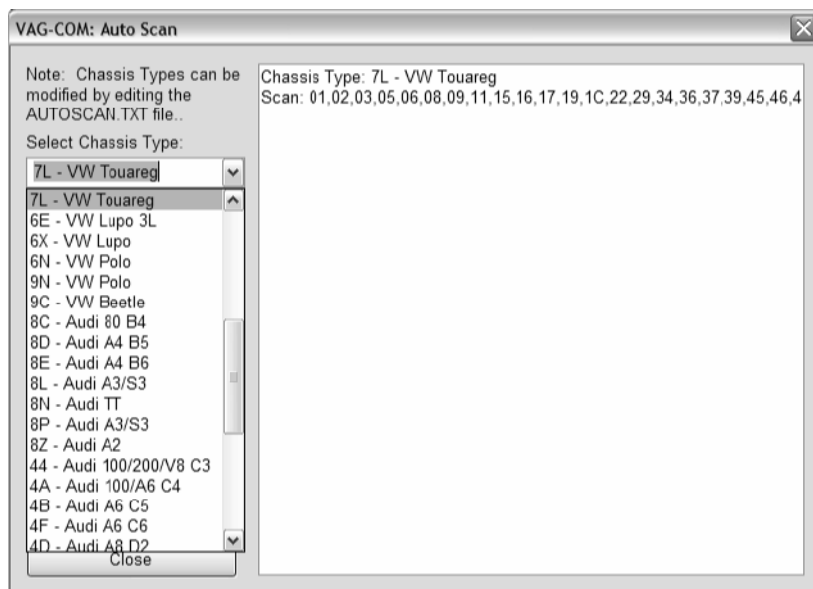 VAG-COM: Auto Scan
Note: Chassis Types can be
modified by editing the
AUTOSCAN.TXT file..
Select Chassis Type:
7L - VW Touareg
7L - VW Touareg
6E - VW Lupo 3L
6X - VW Lupo
6N - VW Polo
9N - VW Polo
9C - VW Beetle
8C - Audi 80 B4
8D - Audi A4 B5
8E - Audi A4 B6
8L - Audi A3/S3
8N - Audi TT
8P - Audi A3/S3
8Z - Audi A2
44 - Audi 100/200/V8 C3
4A - Audi 100/A6 C4
4B - Audi A6 C5
4F - Audi A6 C6
4D - Audi A8 D2
Close
Chassis Type: 7L - VW Touareg
Scan: 01,02,03,05,06,08,09,11,15,16,17,19,1C,22,29,34,36,37,39,45,46,4